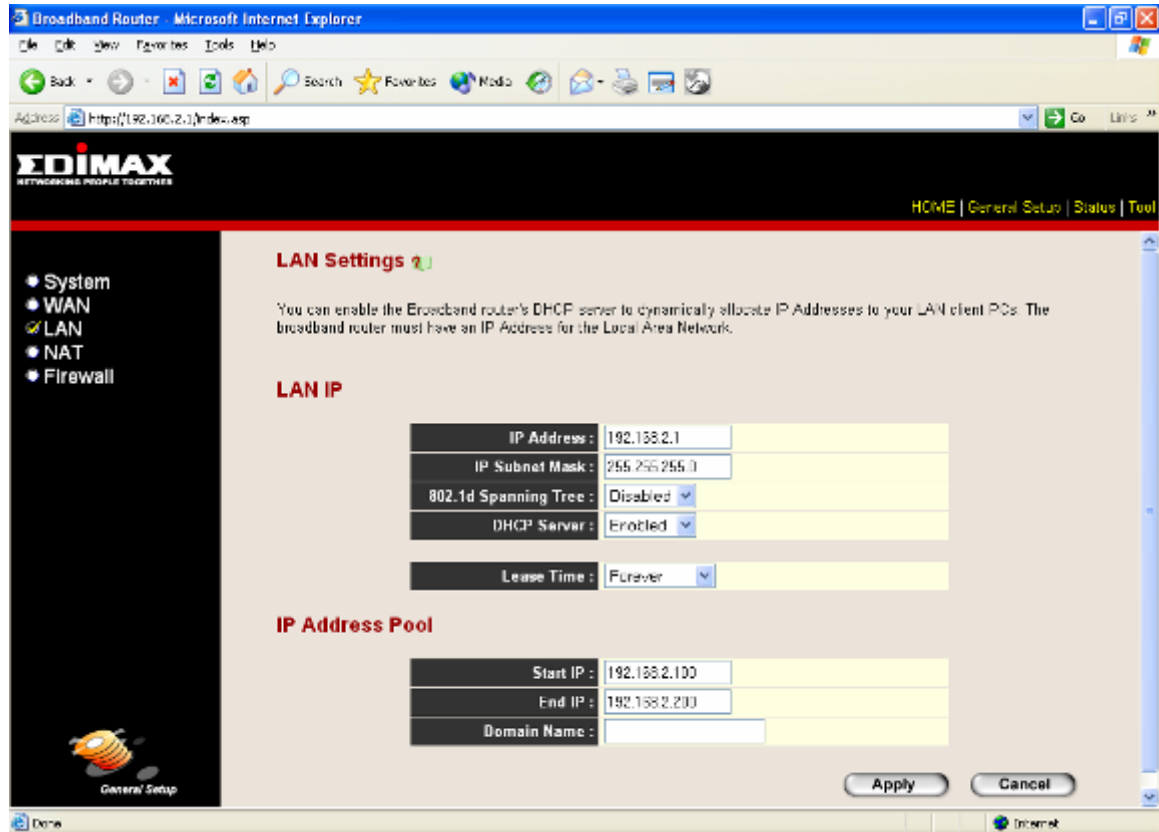 Broadband Router - Microsoft Internet Explorer
File Edit View Favorites Tools Help
Back Search Favorites Media
Address http://192.168.2.1/index.asp Go Links »
EDIMAX
NETWORKING PEOPLE TOGETHER
HOME | General Setup | Status | Tool
System
WAN
LAN
NAT
Firewall
LAN Settings
You can enable the Broadband router's DHCP server to dynamically allocate IP Addresses to your LAN client PCs. The
broadband router must have an IP Address for the Local Area Network.
LAN IP
IP Address : 192.168.2.1
IP Subnet Mask : 255.255.255.0
802.1d Spanning Tree : Disabled
DHCP Server : Enabled
Lease Time : Forever
IP Address Pool
Start IP : 192.168.2.100
End IP : 192.168.2.200
Domain Name :
General Setup
Apply Cancel
Done Internet